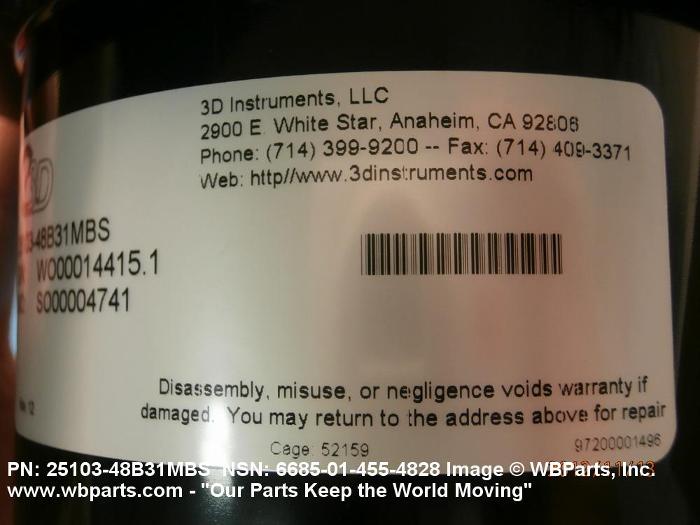 3D Instruments, LLC
2900 E. White Star, Anaheim, CA 92806
Phone: (714) 399-9200 -- Fax: (714) 409-3371
Web: http//www.3dinstruments.com
3D
03-48B31MBS
WO00014415.1
SO00004741
Disassembly, misuse, or negligence voids warranty if
damaged. You may return to the address above for repair
12
Cage: 52159
97200001496
PN: 25103-48B31MBS NSN: 6685-01-455-4828 Image © WBParts, Inc.
www.wbparts.com - "Our Parts Keep the World Moving"